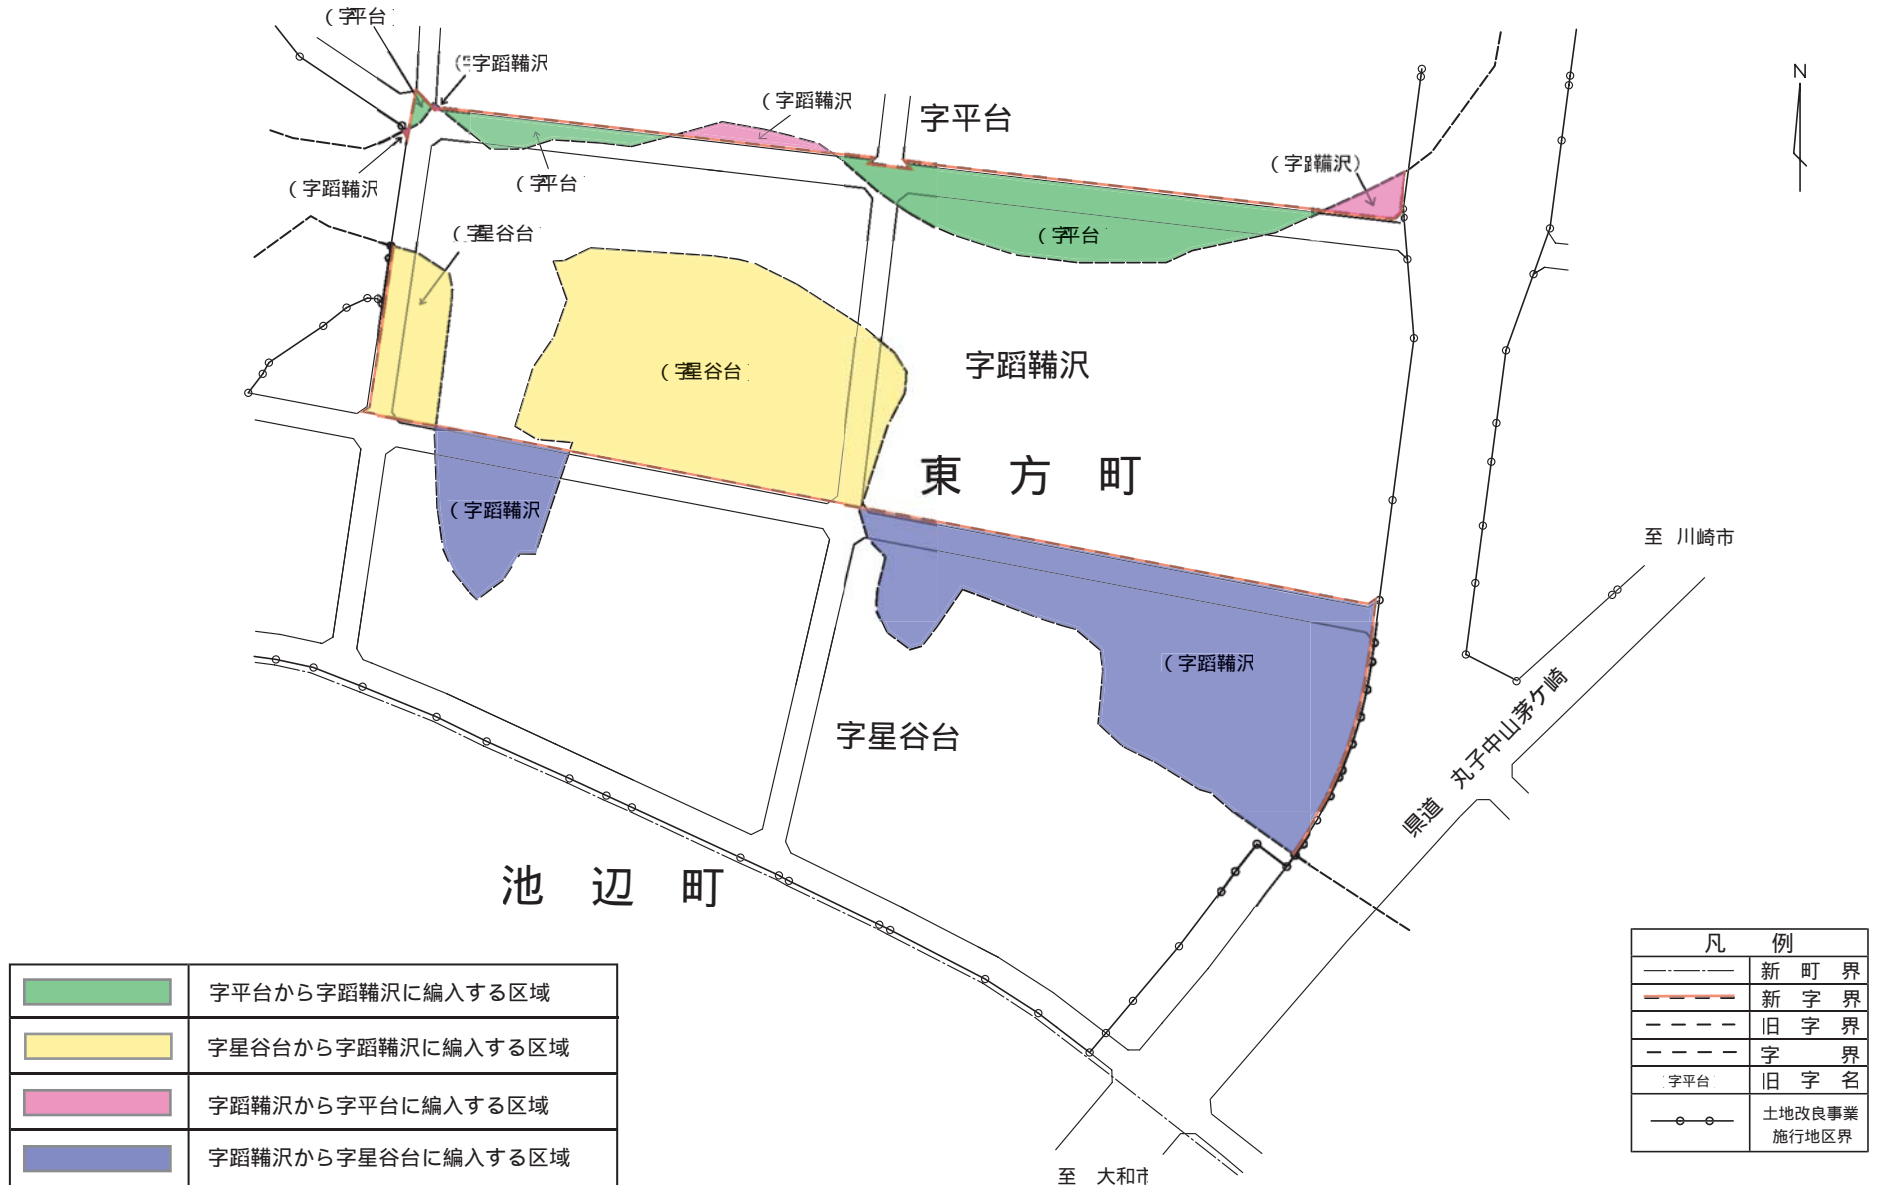 （字平台
（字蹈鞴沢
（字蹈鞴沢
字平台
N
（字蹈鞴沢）
（字蹈鞴沢
（字平台
（字平台
（字星谷台
（字星谷台
字蹈鞴沢
東　方　町
（字蹈鞴沢
至　川崎市
（字蹈鞴沢
県道　丸子中山茅ケ崎
字星谷台
池　辺　町
至　大和市
字平台から字蹈鞴沢に編入する区域
字星谷台から字蹈鞴沢に編入する区域
字蹈鞴沢から字平台に編入する区域
字蹈鞴沢から字星谷台に編入する区域
凡　例
新　町　界
新　字　界
旧　字　界
字　　界
字平台　旧　字　名
土地改良事業
施行地区界